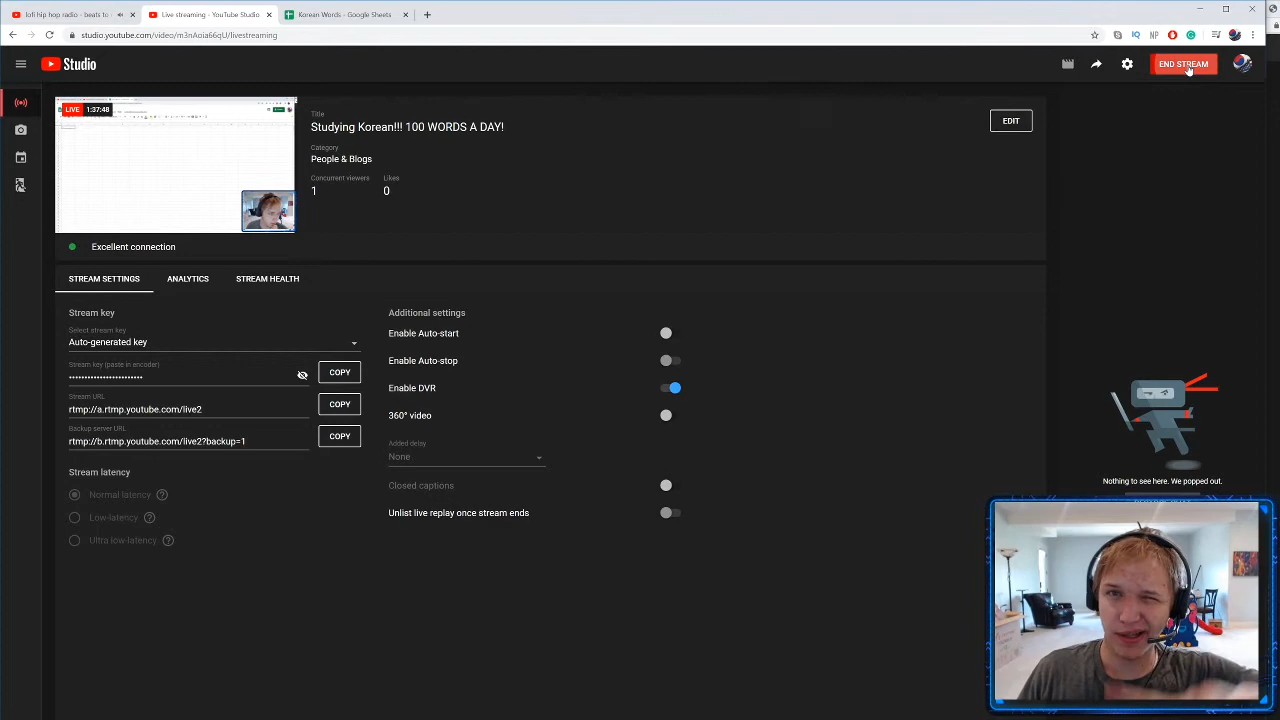 lofi hip hop radio - beats to
Live streaming - YouTube Studio
Korean Words - Google Sheets
studio.youtube.com/video/m3nAoia66qU/livestreaming
IQ
NP
Studio
END STREAM
LIVE 1:37:48
Title
Studying Korean!!! 100 WORDS A DAY!
EDIT
Category
People & Blogs
Concurrent viewers
Likes
1
0
Excellent connection
STREAM SETTINGS
ANALYTICS
STREAM HEALTH
Stream key
Select stream key
Auto-generated key
Stream key (paste in encoder)
COPY
Stream URL
rtmp://a.rtmp.youtube.com/live2
COPY
Backup server URL
rtmp://b.rtmp.youtube.com/live2?backup=1
COPY
Stream latency
Normal latency
Low-latency
Ultra low-latency
Additional settings
Enable Auto-start
Enable Auto-stop
Enable DVR
360° video
Added delay
None
Closed captions
Unlist live replay once stream ends
Nothing to see here. We popped out.